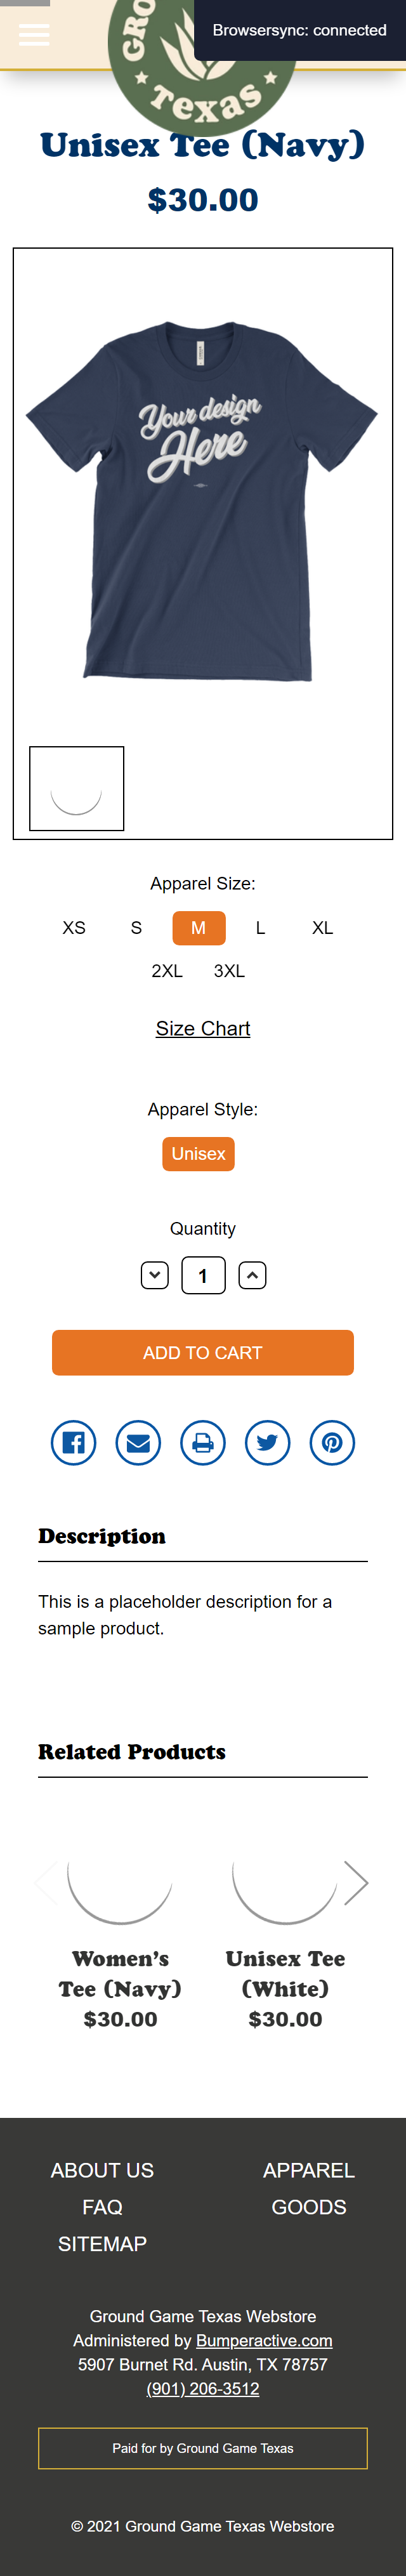 Browsersync: connected
GRO
Texas
Unisex Tee (Navy)
$30.00
Your design
Here
Apparel Size:
XS S M L XL
2XL 3XL
Size Chart
Apparel Style:
Unisex
Quantity
1
ADD TO CART
Description
This is a placeholder description for a
sample product.
Related Products
Women's
Tee (Navy)
$30.00
Unisex Tee
(White)
$30.00
ABOUT US
FAQ
SITEMAP
APPAREL
GOODS
Ground Game Texas Webstore
Administered by Bumperactive.com
5907 Burnet Rd. Austin, TX 78757
(901) 206-3512
Paid for by Ground Game Texas
© 2021 Ground Game Texas Webstore